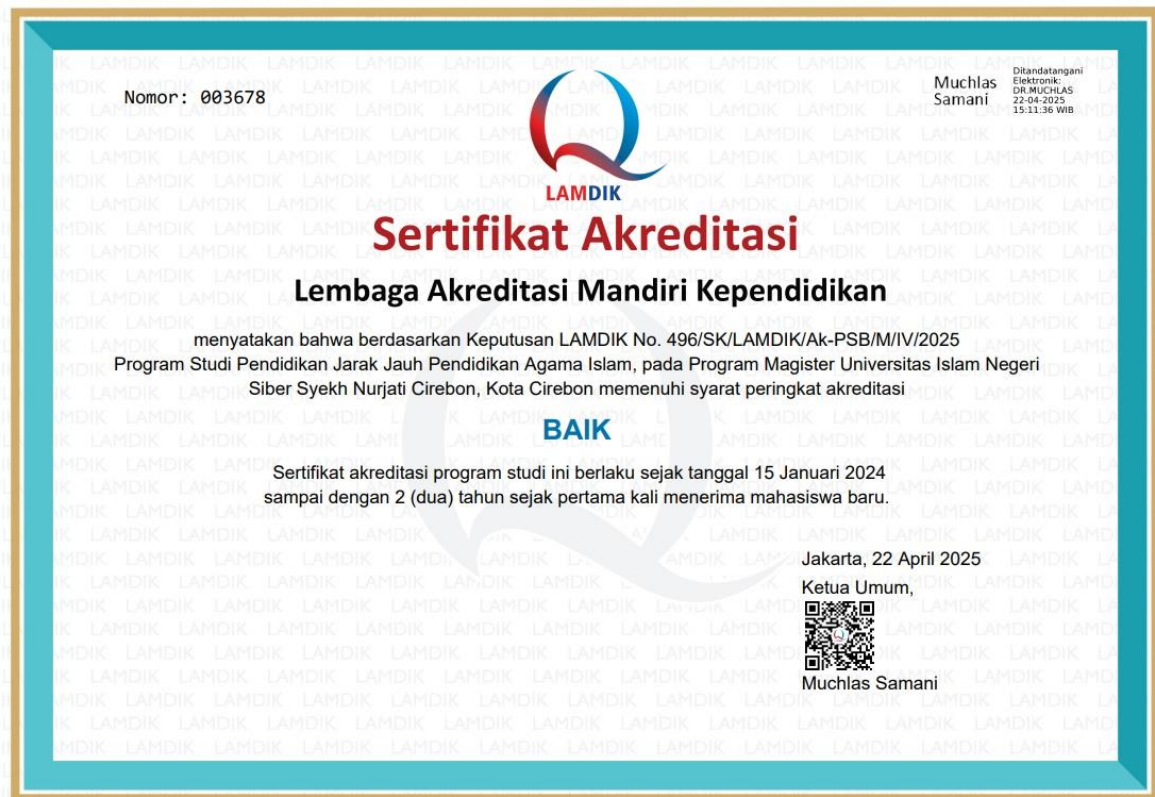 Nomor: 003678
Muchlas
Samani
Ditandatangani
Elektronik:
DR.MUCHLAS
22-04-2025
15:11:36 WIB
LAMDIK
Sertifikat Akreditasi
Lembaga Akreditasi Mandiri Kependidikan
menyatakan bahwa berdasarkan Keputusan LAMDIK No. 496/SK/LAMDIK/Ak-PSB/M/IV/2025
Program Studi Pendidikan Jarak Jauh Pendidikan Agama Islam, pada Program Magister Universitas Islam Negeri
Siber Syekh Nurjati Cirebon, Kota Cirebon memenuhi syarat peringkat akreditasi
BAIK
Sertifikat akreditasi program studi ini berlaku sejak tanggal 15 Januari 2024
sampai dengan 2 (dua) tahun sejak pertama kali menerima mahasiswa baru.
Jakarta, 22 April 2025
Ketua Umum,
Muchlas Samani